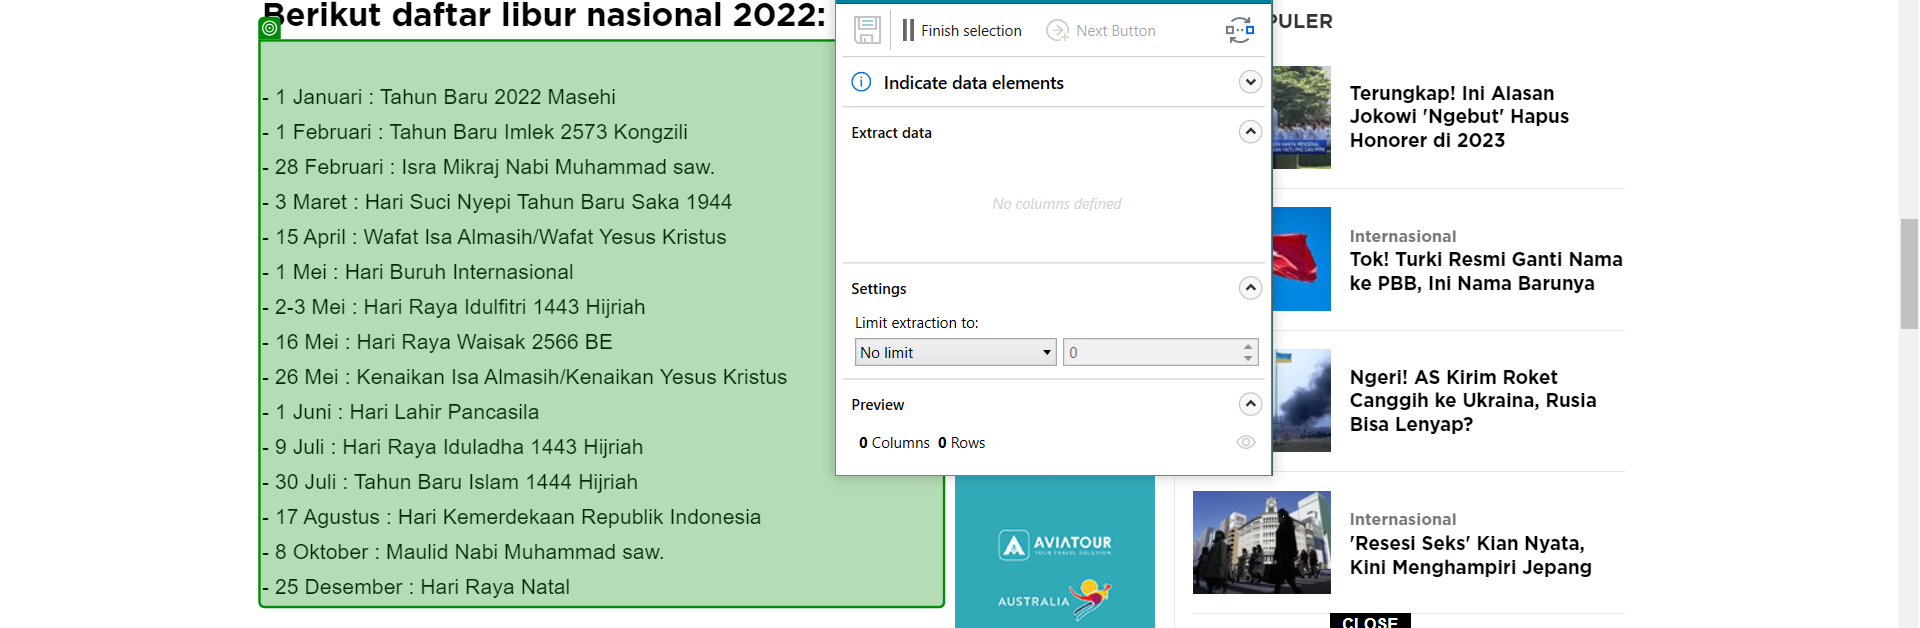 Berikut daftar libur nasional 2022:
- 1 Januari : Tahun Baru 2022 Masehi
- 1 Februari : Tahun Baru Imlek 2573 Kongzili
- 28 Februari : Isra Mikraj Nabi Muhammad saw.
- 3 Maret : Hari Suci Nyepi Tahun Baru Saka 1944
- 15 April : Wafat Isa Almasih/Wafat Yesus Kristus
- 1 Mei : Hari Buruh Internasional
- 2-3 Mei : Hari Raya Idulfitri 1443 Hijriah
- 16 Mei : Hari Raya Waisak 2566 BE
- 26 Mei : Kenaikan Isa Almasih/Kenaikan Yesus Kristus
- 1 Juni : Hari Lahir Pancasila
- 9 Juli : Hari Raya Iduladha 1443 Hijriah
- 30 Juli : Tahun Baru Islam 1444 Hijriah
- 17 Agustus : Hari Kemerdekaan Republik Indonesia
- 8 Oktober : Maulid Nabi Muhammad saw.
- 25 Desember : Hari Raya Natal
Finish selection
Next Button
Indicate data elements
Extract data
No columns defined
Settings
Limit extraction to:
No limit
0
Preview
0 Columns 0 Rows
AVIATOUR
YOUR TRAVEL SOLUTION
AUSTRALIA
PULER
Terungkap! Ini Alasan
Jokowi 'Ngebut' Hapus
Honorer di 2023
Internasional
Tok! Turki Resmi Ganti Nama
ke PBB, Ini Nama Barunya
Ngeri! AS Kirim Roket
Canggih ke Ukraina, Rusia
Bisa Lenyap?
Internasional
'Resesi Seks' Kian Nyata,
Kini Menghampiri Jepang
CLOSE